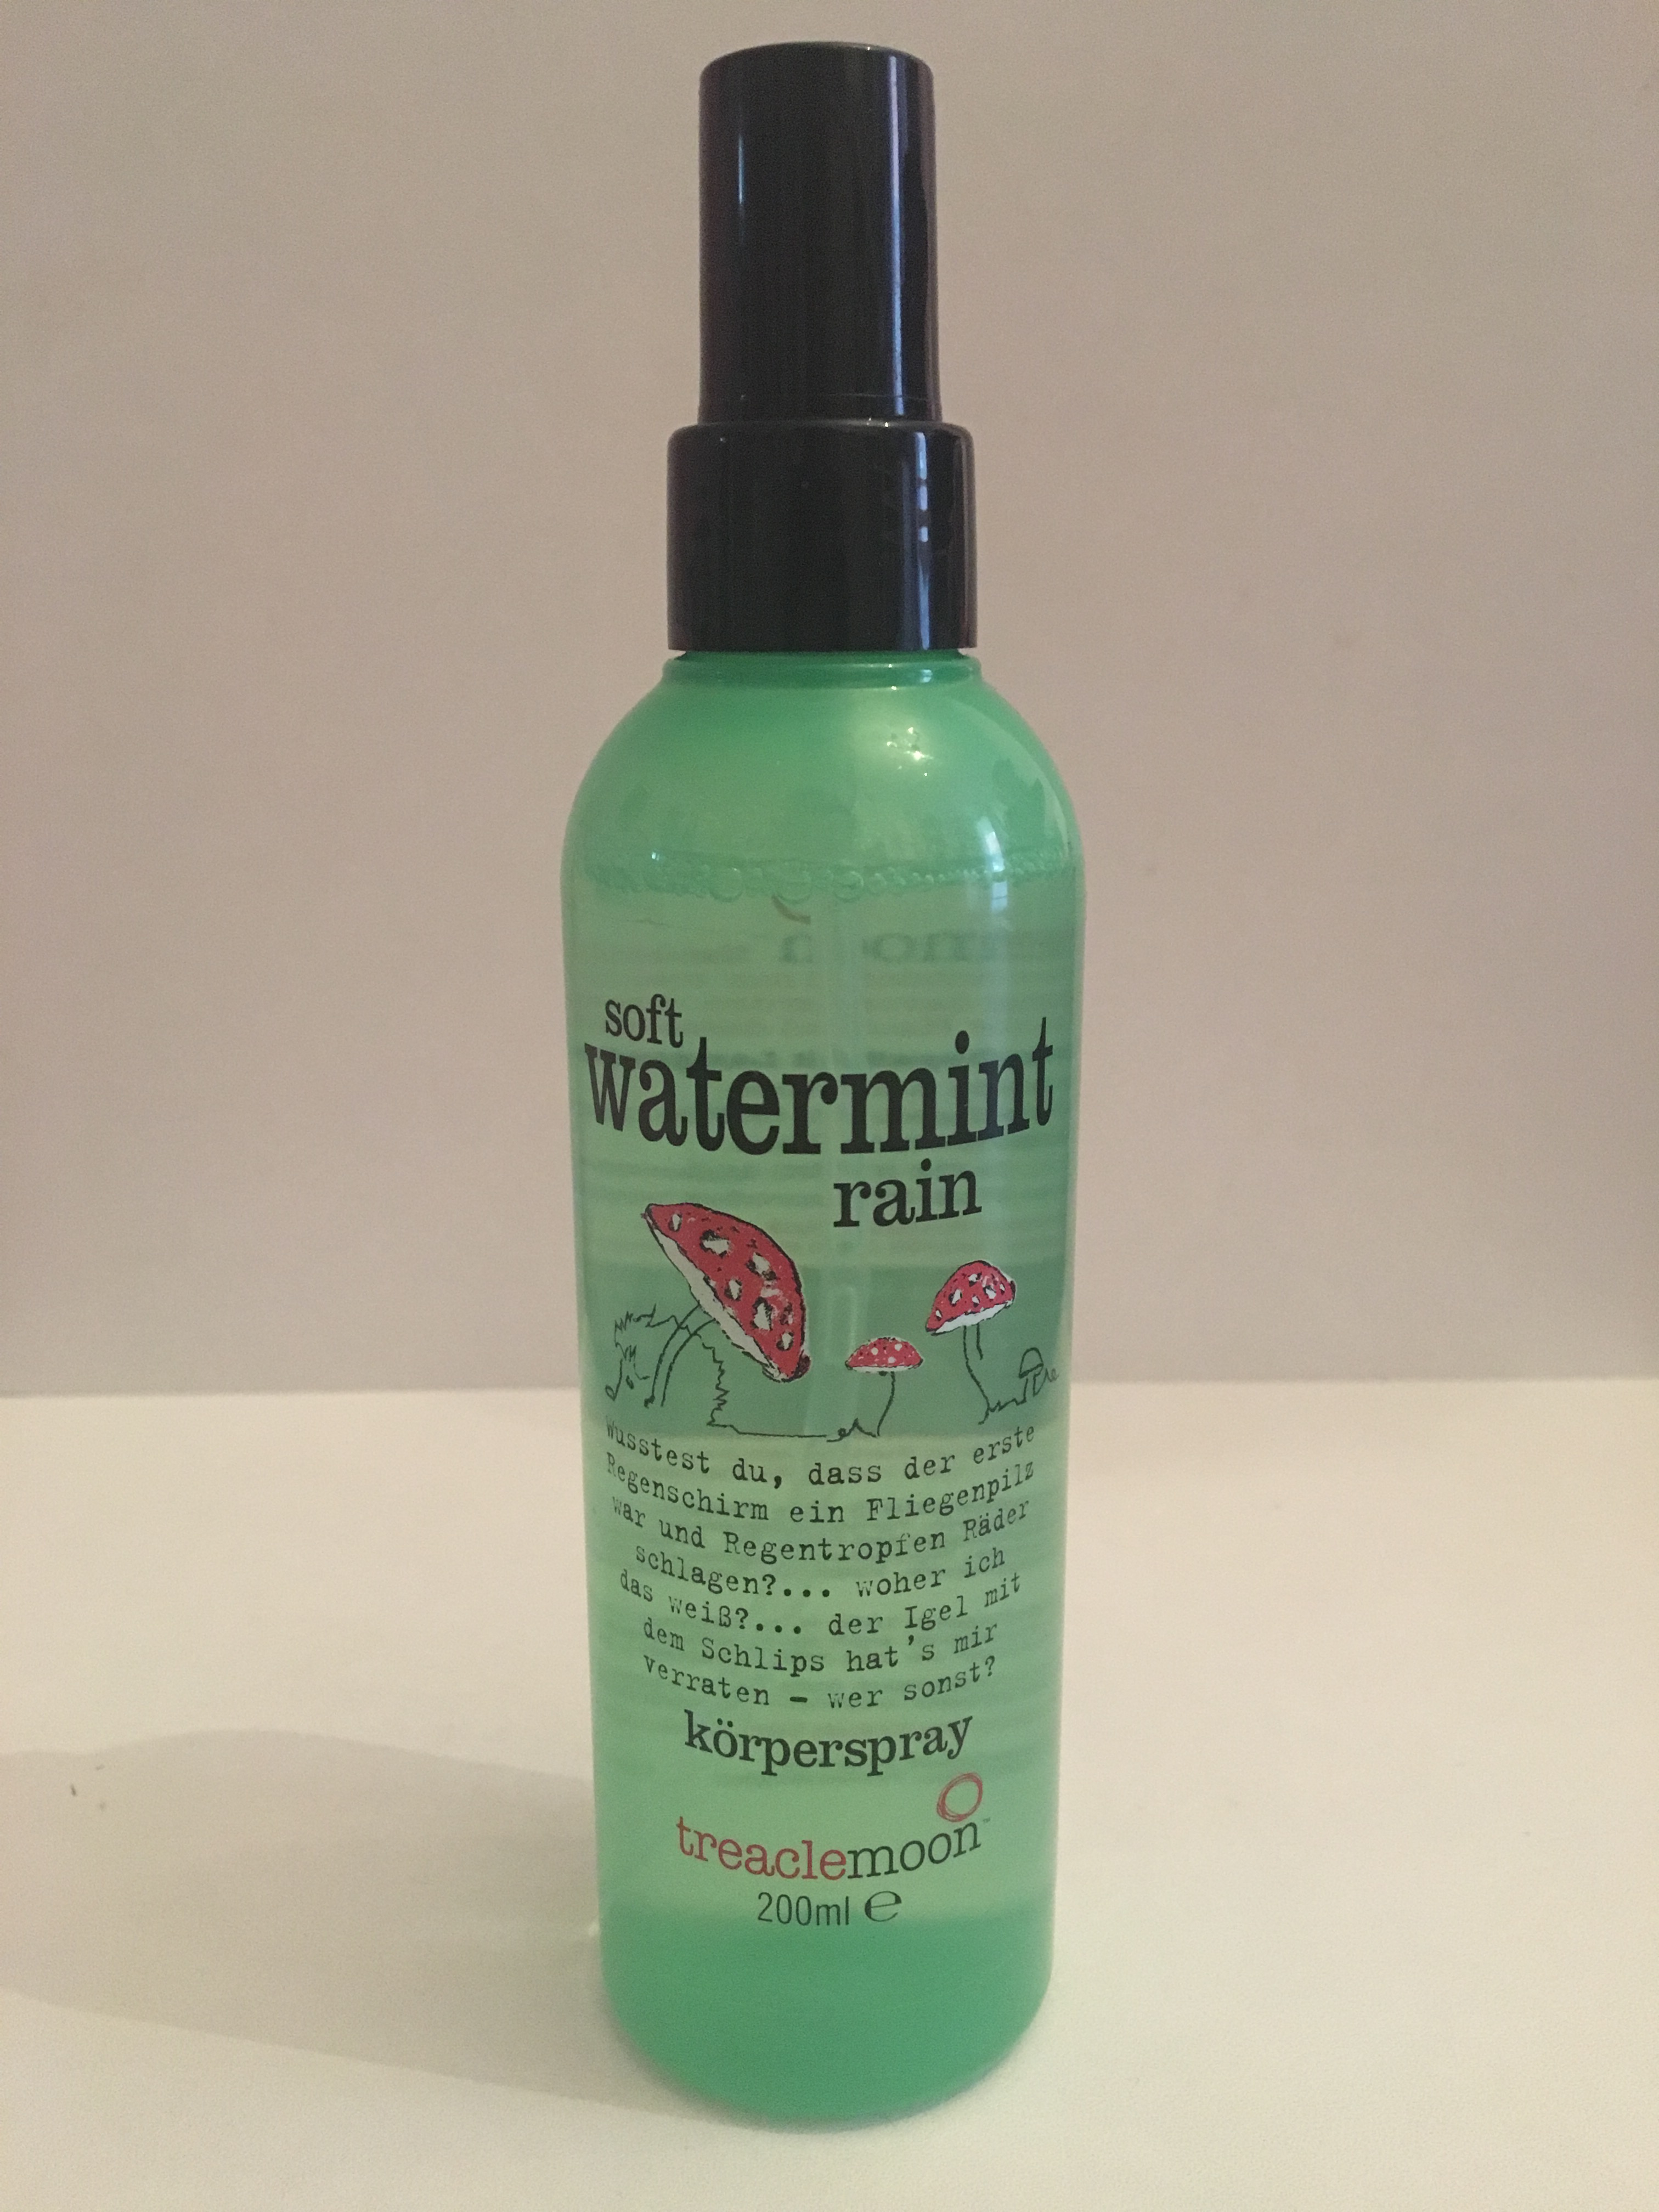 soft
watermint
rain
wusstest du, dass der erste
Regenschirm ein Fliegenpilz
war und Regentropfen Räder
schlagen?... woher ich
das weiß?... der Igel mit
dem Schlips hat's mir
verraten - wer sonst?
körperspray
treaclemoon™
200ml ℮